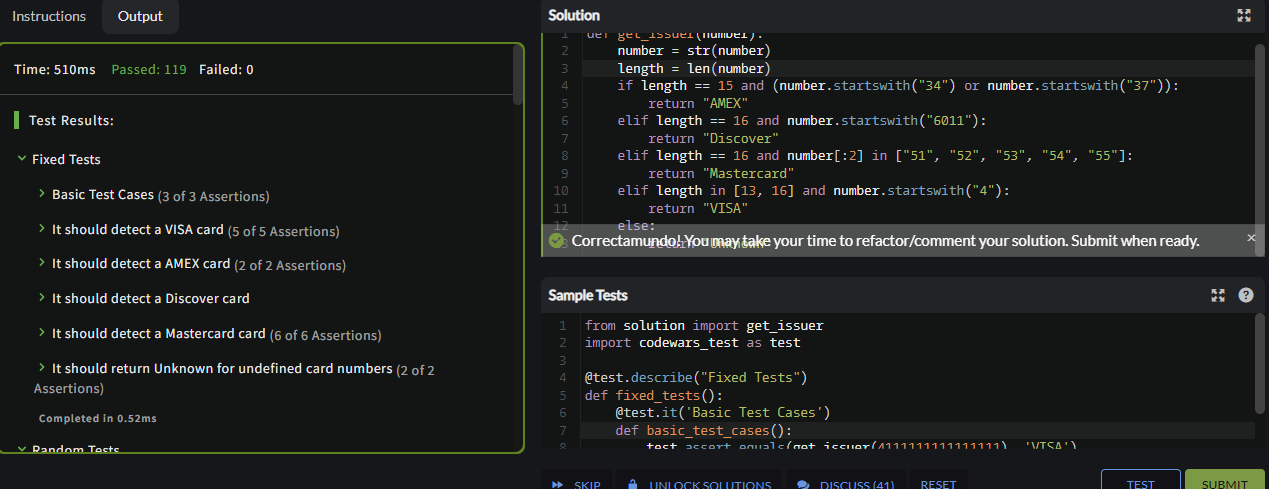 Instructions
Output
Time: 510ms Passed: 119 Failed: 0
Test Results:
Fixed Tests
Basic Test Cases (3 of 3 Assertions)
It should detect a VISA card (5 of 5 Assertions)
It should detect a AMEX card (2 of 2 Assertions)
It should detect a Discover card
It should detect a Mastercard card (6 of 6 Assertions)
It should return Unknown for undefined card numbers (2 of 2
Assertions)
Completed in 0.52ms
Random Tests
Solution
1 def get_issuer(number):
2 number = str(number)
3 length = len(number)
4 if length == 15 and (number.startswith("34") or number.startswith("37")):
5 return "AMEX"
6 elif length == 16 and number.startswith("6011"):
7 return "Discover"
8 elif length == 16 and number[:2] in ["51", "52", "53", "54", "55"]:
9 return "Mastercard"
10 elif length in [13, 16] and number.startswith("4"):
11 return "VISA"
12 else:
Correctamundo! You may take your time to refactor/comment your solution. Submit when ready.
Sample Tests
1 from solution import get_issuer
2 import codewars_test as test
3
4 @test.describe("Fixed Tests")
5 def fixed_tests():
6 @test.it('Basic Test Cases')
7 def basic_test_cases():
8 test.assert_equals(get_issuer(4111111111111111), 'VISA')
SKIP
UNLOCK SOLUTIONS
DISCUSS (41)
RESET
TEST
SUBMIT